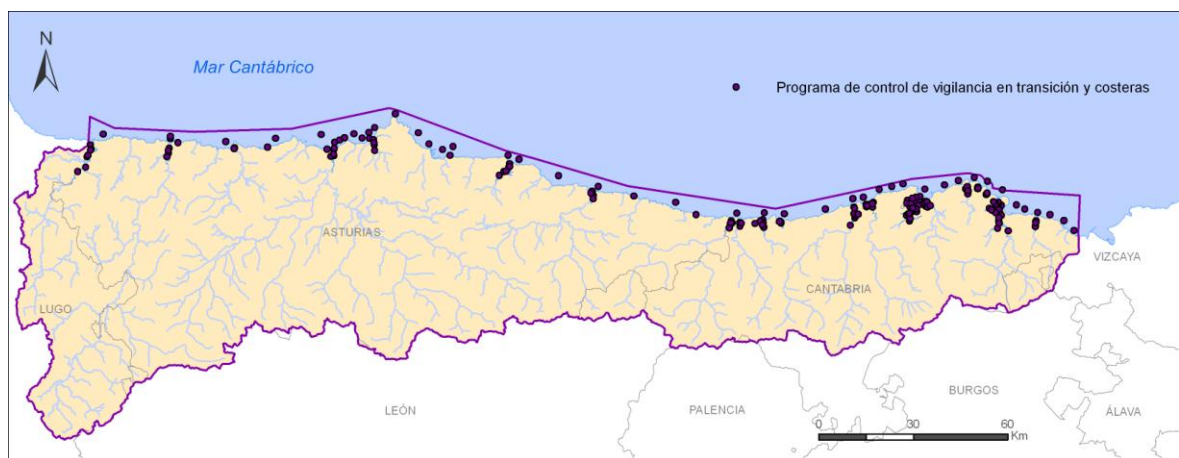 N
Mar Cantábrico
Programa de control de vigilancia en transición y costeras
ASTURIAS
VIZCAYA
CANTABRIA
LUGO
BURGOS
LEÓN
PALENCIA
ÁLAVA
0 30 60
Km